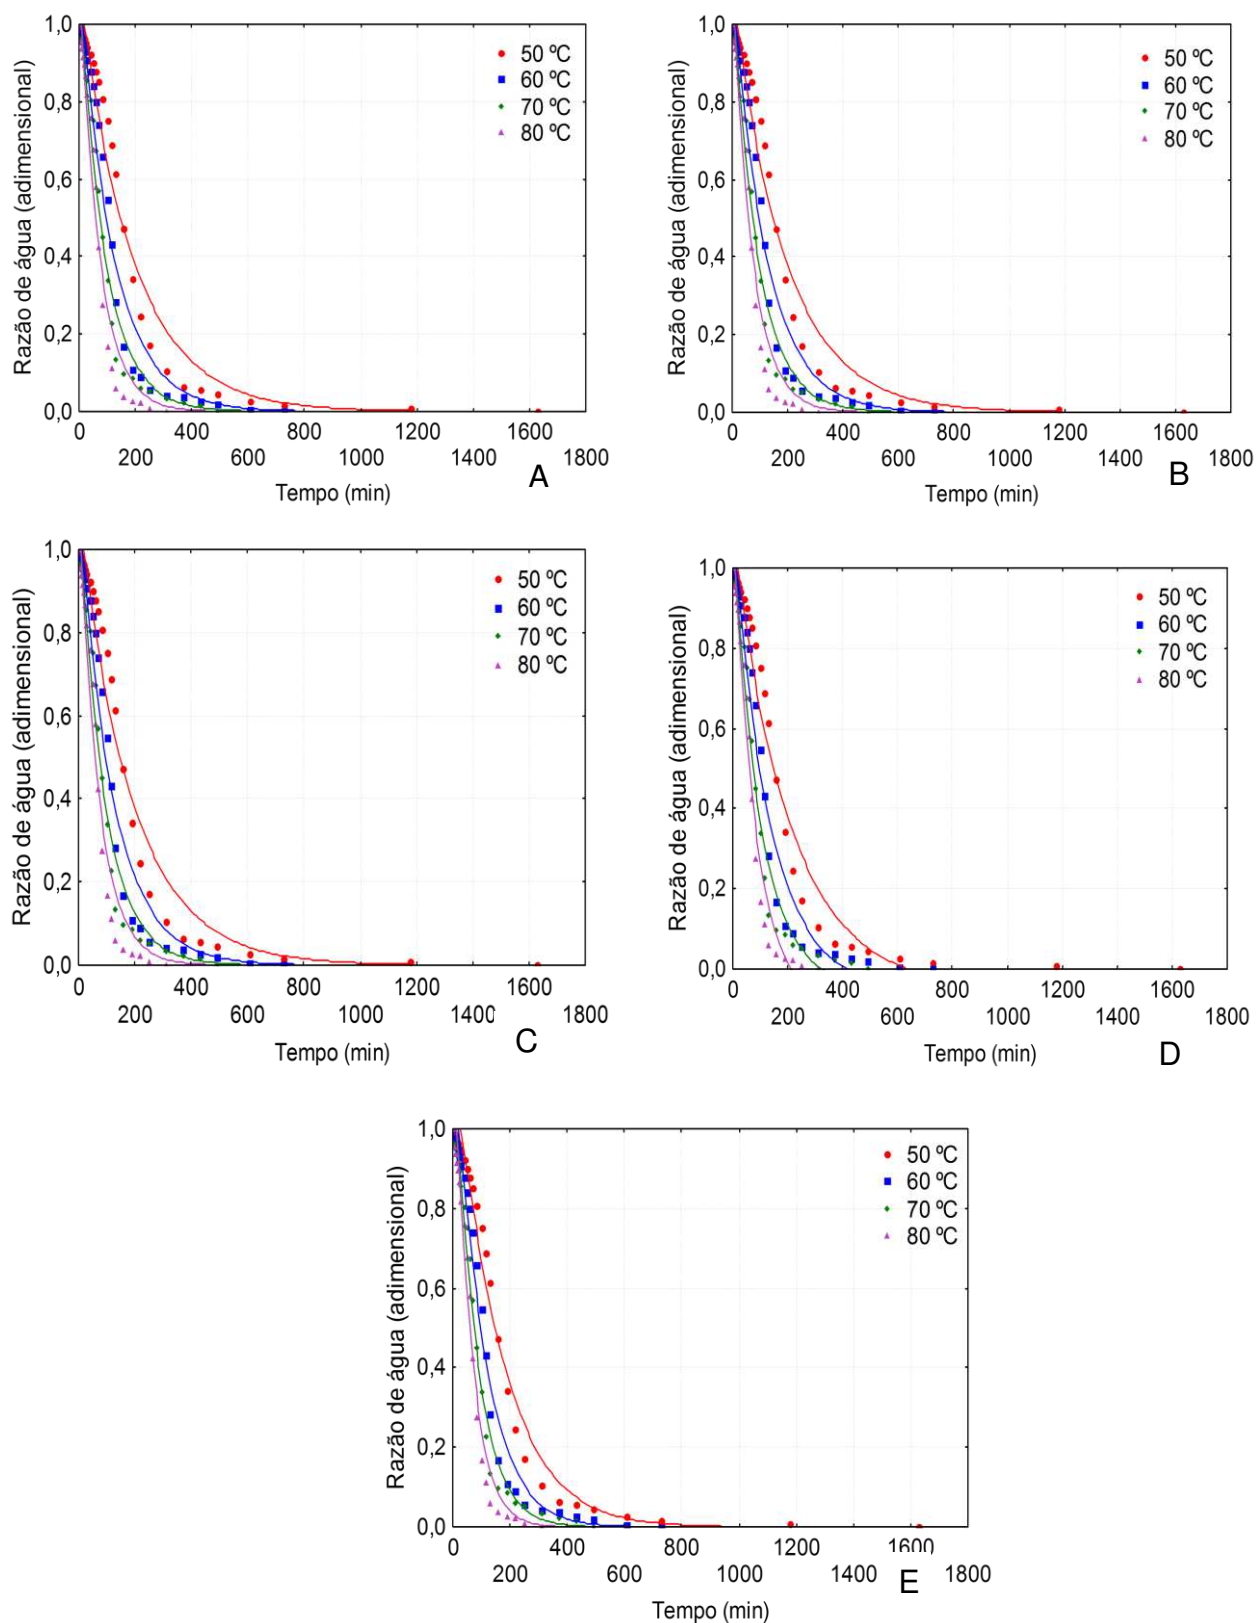 Razão de água (adimensional)
1,0
0,8
0,6
0,4
0,2
0,0
50 ºC
60 ºC
70 ºC
80 ºC
0 400 800 1200 1600
200 600 1000 1400 1800
Tempo (min)
A
Razão de água (adimensional)
1,0
0,8
0,6
0,4
0,2
0,0
50 ºC
60 ºC
70 ºC
80 ºC
0 400 800 1200 1600
200 600 1000 1400 1800
Tempo (min)
B
Razão de água (adimensional)
1,0
0,8
0,6
0,4
0,2
0,0
50 ºC
60 ºC
70 ºC
80 ºC
0 400 800 1200 1600
200 600 1000 1400 1800
Tempo (min)
C
Razão de água (adimensional)
1,0
0,8
0,6
0,4
0,2
0,0
50 ºC
60 ºC
70 ºC
80 ºC
0 400 800 1200 1600
200 600 1000 1400 1800
Tempo (min)
D
Razão de água (adimensional)
1,0
0,8
0,6
0,4
0,2
0,0
50 ºC
60 ºC
70 ºC
80 ºC
0 400 800 1200 1600
200 600 1000 1400 1800
Tempo (min)
E